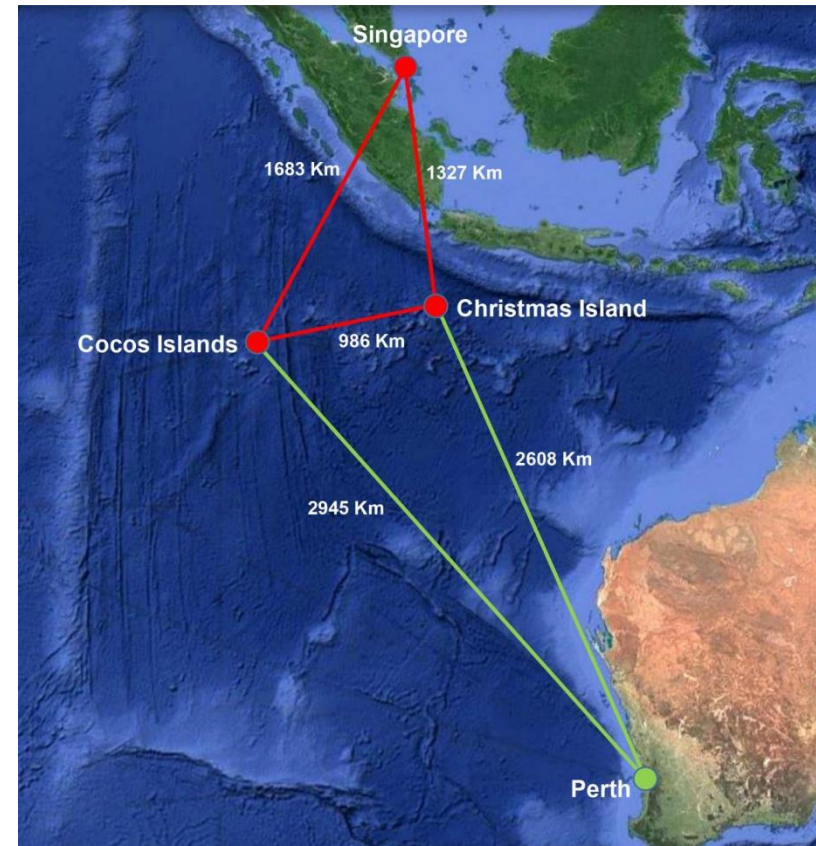 Singapore
1683 Km
1327 Km
Christmas Island
Cocos Islands
986 Km
2608 Km
2945 Km
Perth